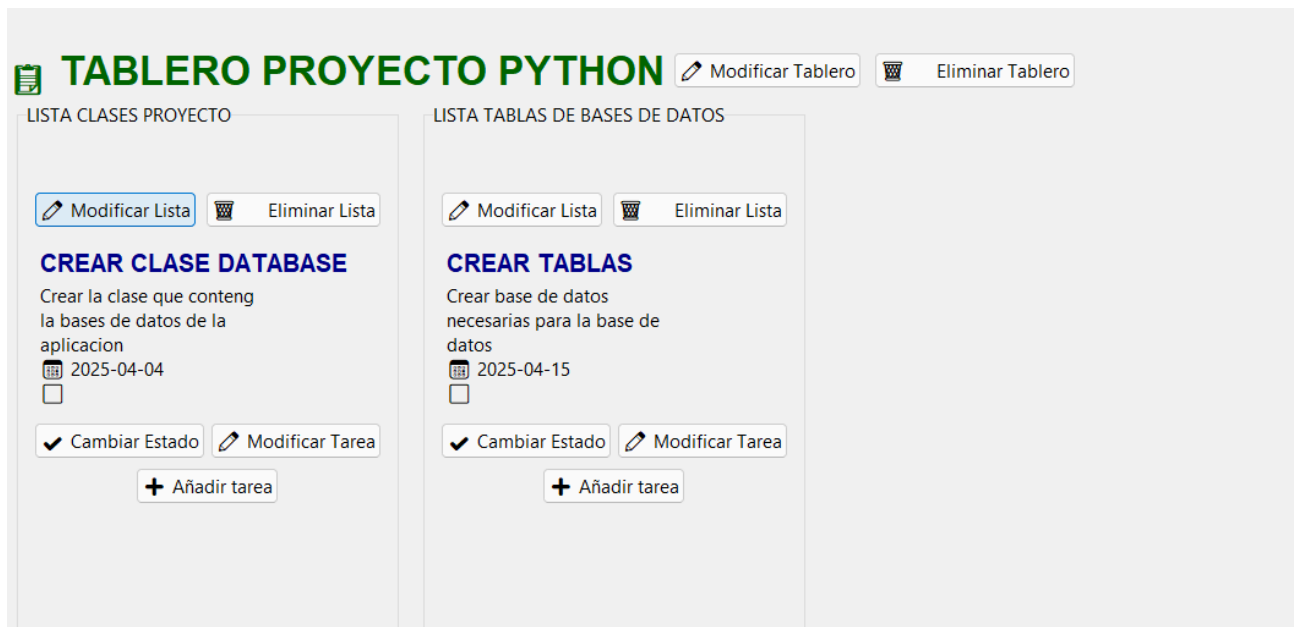 TABLERO PROYECTO PYTHON Modificar Tablero Eliminar Tablero
LISTA CLASES PROYECTO
Modificar Lista Eliminar Lista
CREAR CLASE DATABASE
Crear la clase que conteng
la bases de datos de la
aplicacion
2025-04-04
Cambiar Estado Modificar Tarea
Añadir tarea
LISTA TABLAS DE BASES DE DATOS
Modificar Lista Eliminar Lista
CREAR TABLAS
Crear base de datos
necesarias para la base de
datos
2025-04-15
Cambiar Estado Modificar Tarea
Añadir tarea